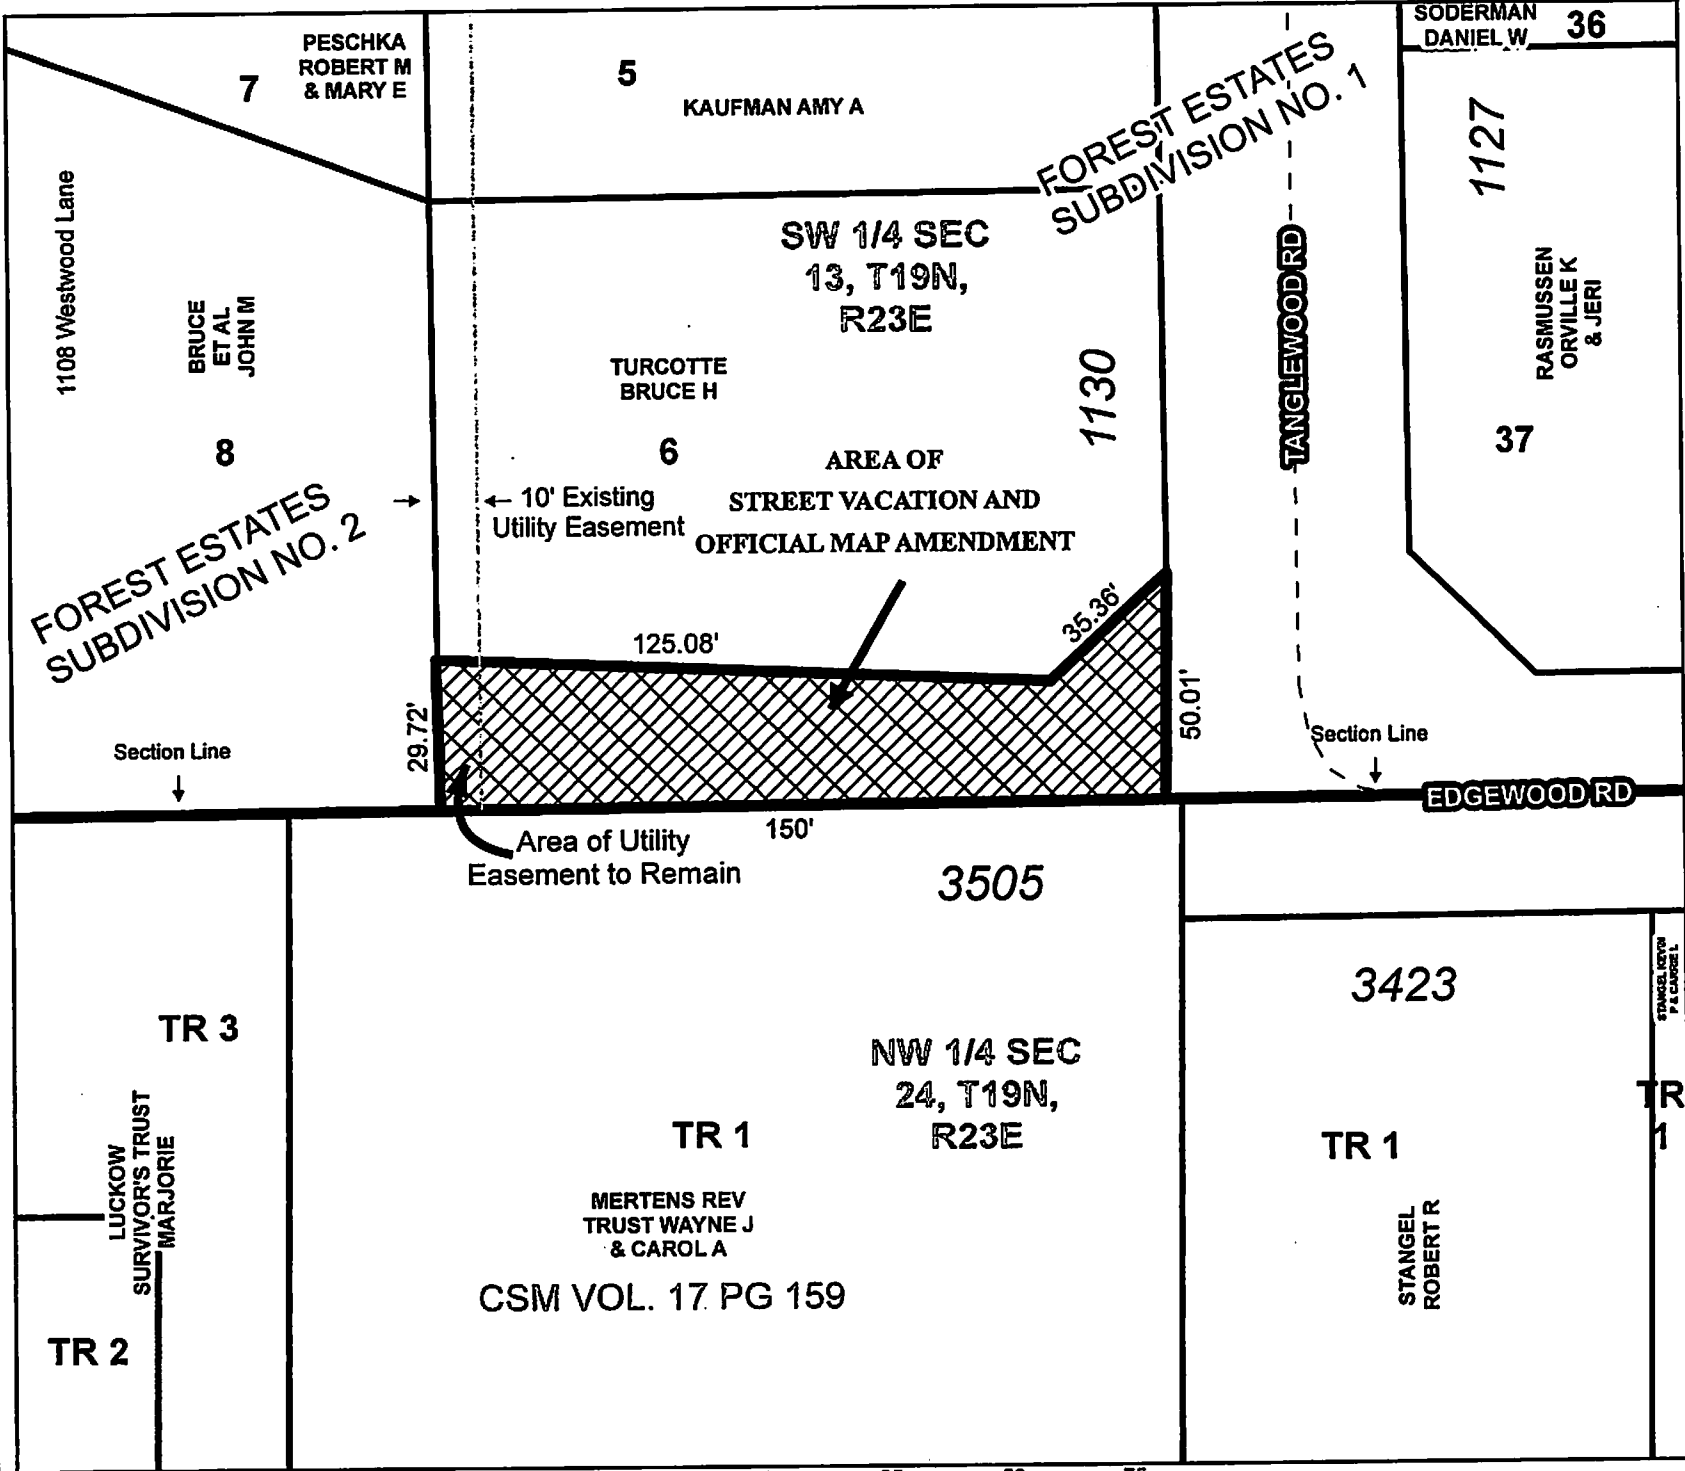 PESCHKA
ROBERT M
& MARY E
7
5
KAUFMAN AMY A
FOREST ESTATES
SUBDIVISION NO. 1
SODERMAN
DANIEL W
36
1127
1108 Westwood Lane
BRUCE
ET AL
JOHN M
8
SW 1/4 SEC
13, T19N,
R23E
TURCOTTE
BRUCE H
6
1130
TANGLEWOOD RD
RASMUSSEN
ORVILLE K
& JERI
37
AREA OF
STREET VACATION AND
OFFICIAL MAP AMENDMENT
10' Existing
Utility Easement
FOREST ESTATES
SUBDIVISION NO. 2
125.08'
35.36'
29.72'
50.01'
Section Line
Section Line
EDGEWOOD RD
150'
Area of Utility
Easement to Remain
3505
3423
STANGEL KEVIN
P & CARRIE L
TR 3
NW 1/4 SEC
24, T19N,
R23E
TR 1
TR 1
TR
1
LUCKOW
SURVIVOR'S TRUST
MARJORIE
MERTENS REV
TRUST WAYNE J
& CAROL A
STANGEL
ROBERT R
CSM VOL. 17 PG 159
TR 2